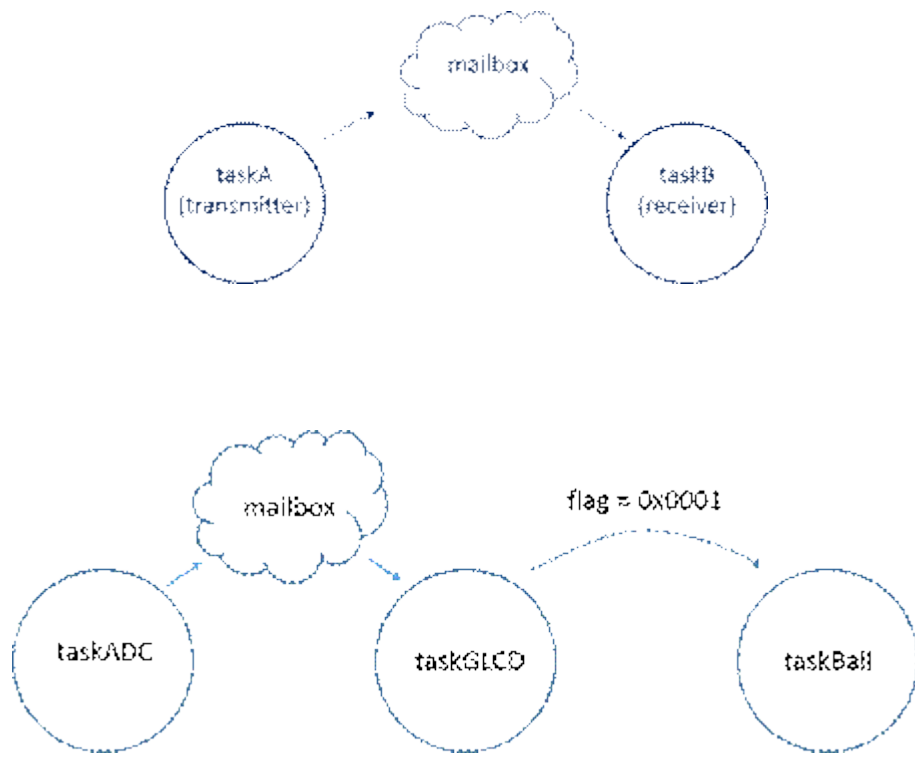 mailbox
taskA
(transmitter)
taskB
(receiver)
mailbox
flag = 0x0001
taskADC
taskGLCD
taskBall